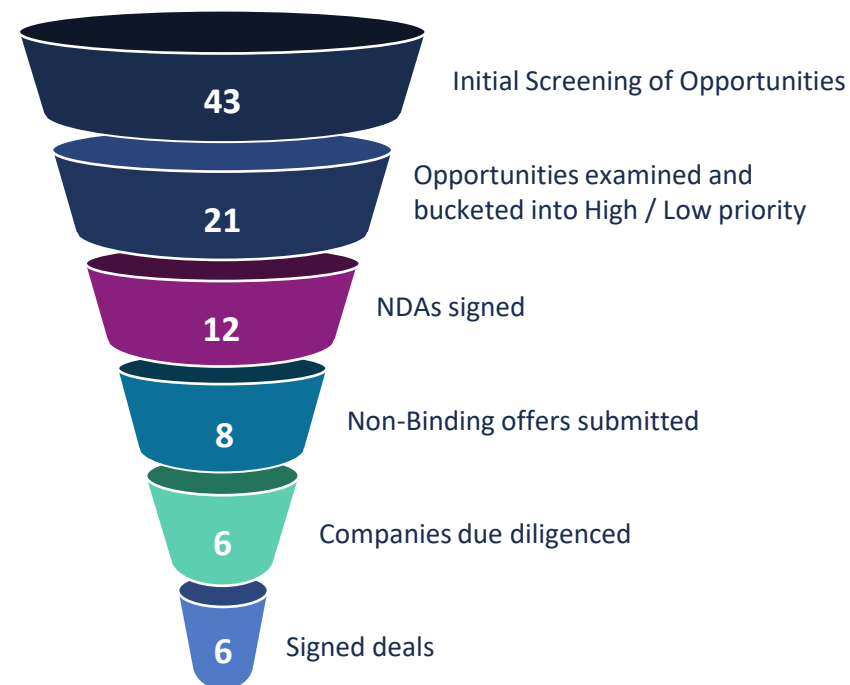 43
Initial Screening of Opportunities
21
Opportunities examined and
bucketed into High / Low priority
12
NDAs signed
8
Non-Binding offers submitted
6
Companies due diligenced
6
Signed deals